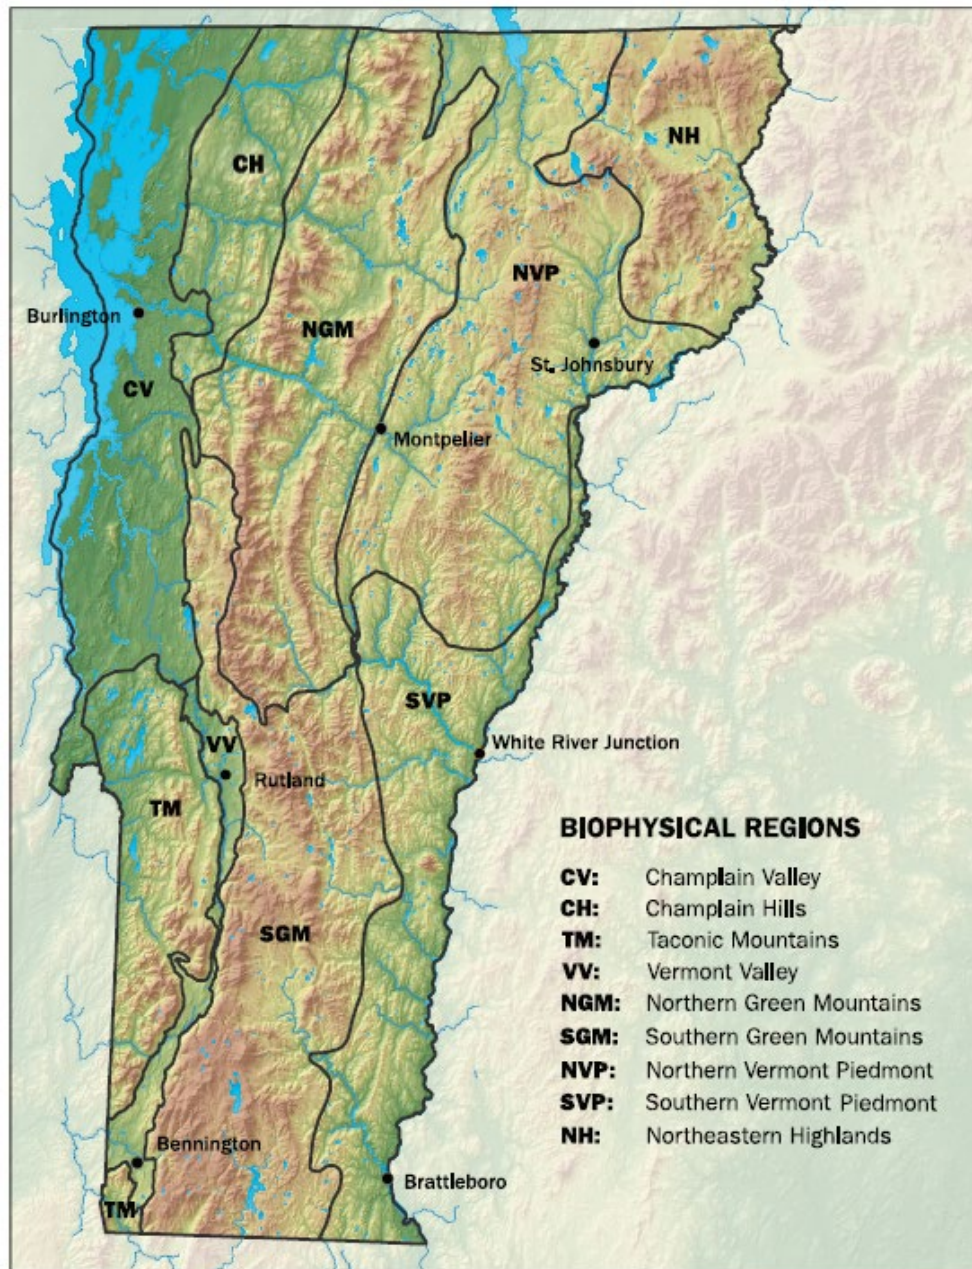 CH
NH
NVP
Burlington
NGM
St. Johnsbury
CV
Montpelier
SVP
VV
White River Junction
Rutland
TM
SGM
Bennington
Brattleboro
TM
BIOPHYSICAL REGIONS
CV: Champlain Valley
CH: Champlain Hills
TM: Taconic Mountains
VV: Vermont Valley
NGM: Northern Green Mountains
SGM: Southern Green Mountains
NVP: Northern Vermont Piedmont
SVP: Southern Vermont Piedmont
NH: Northeastern Highlands